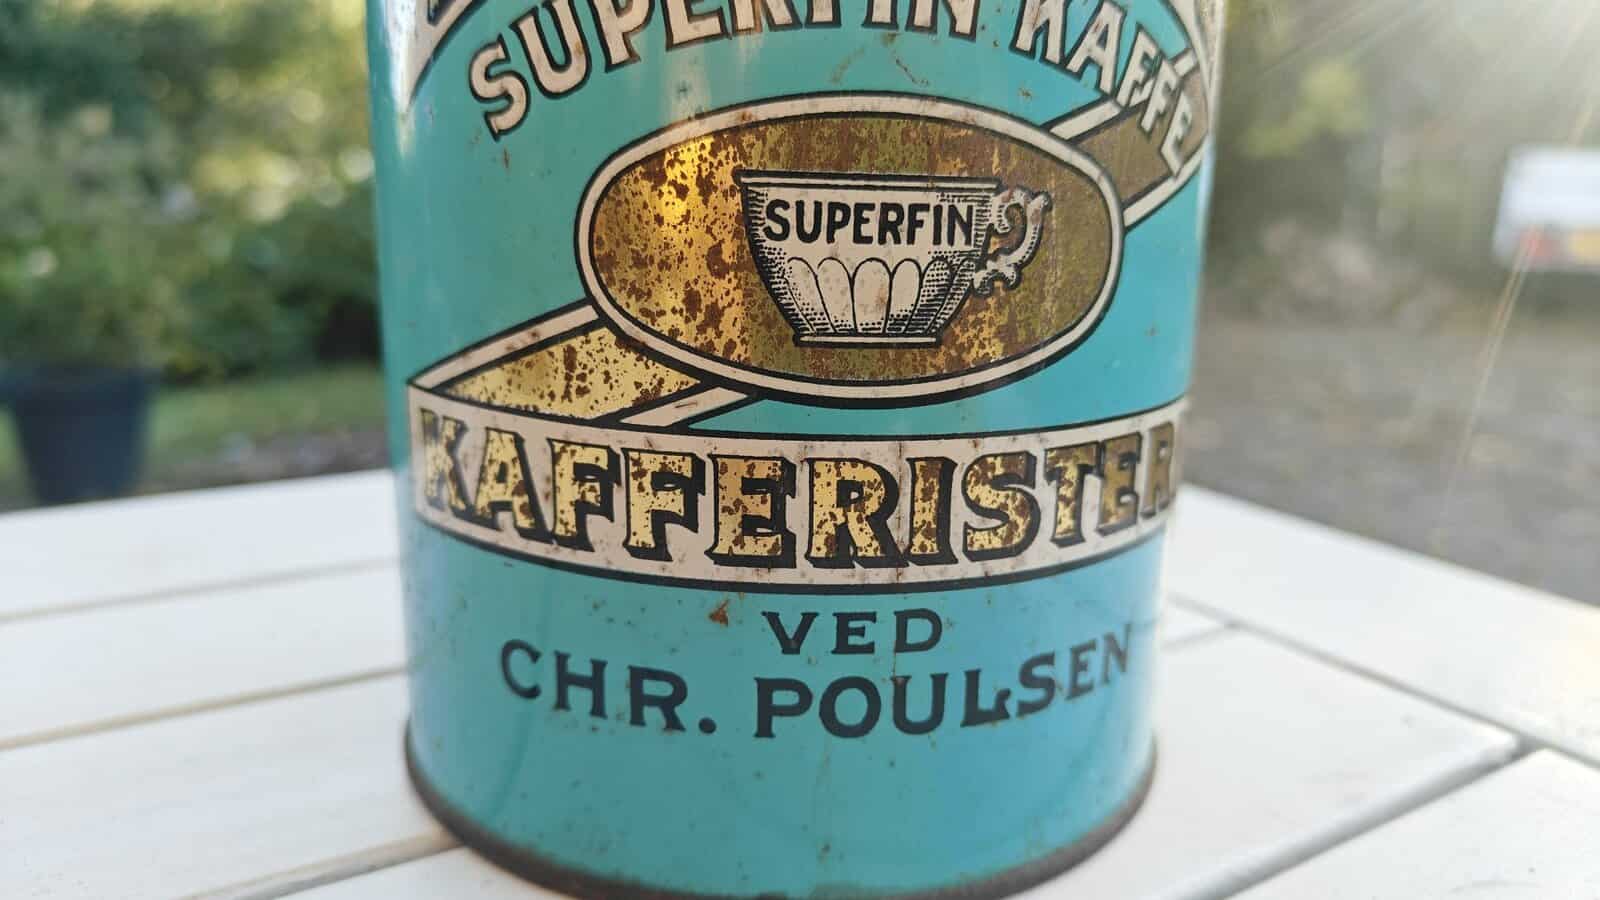 SUPERFIN KAFFE
SUPERFIN
KAFFERISTER
VED
CHR. POULSEN